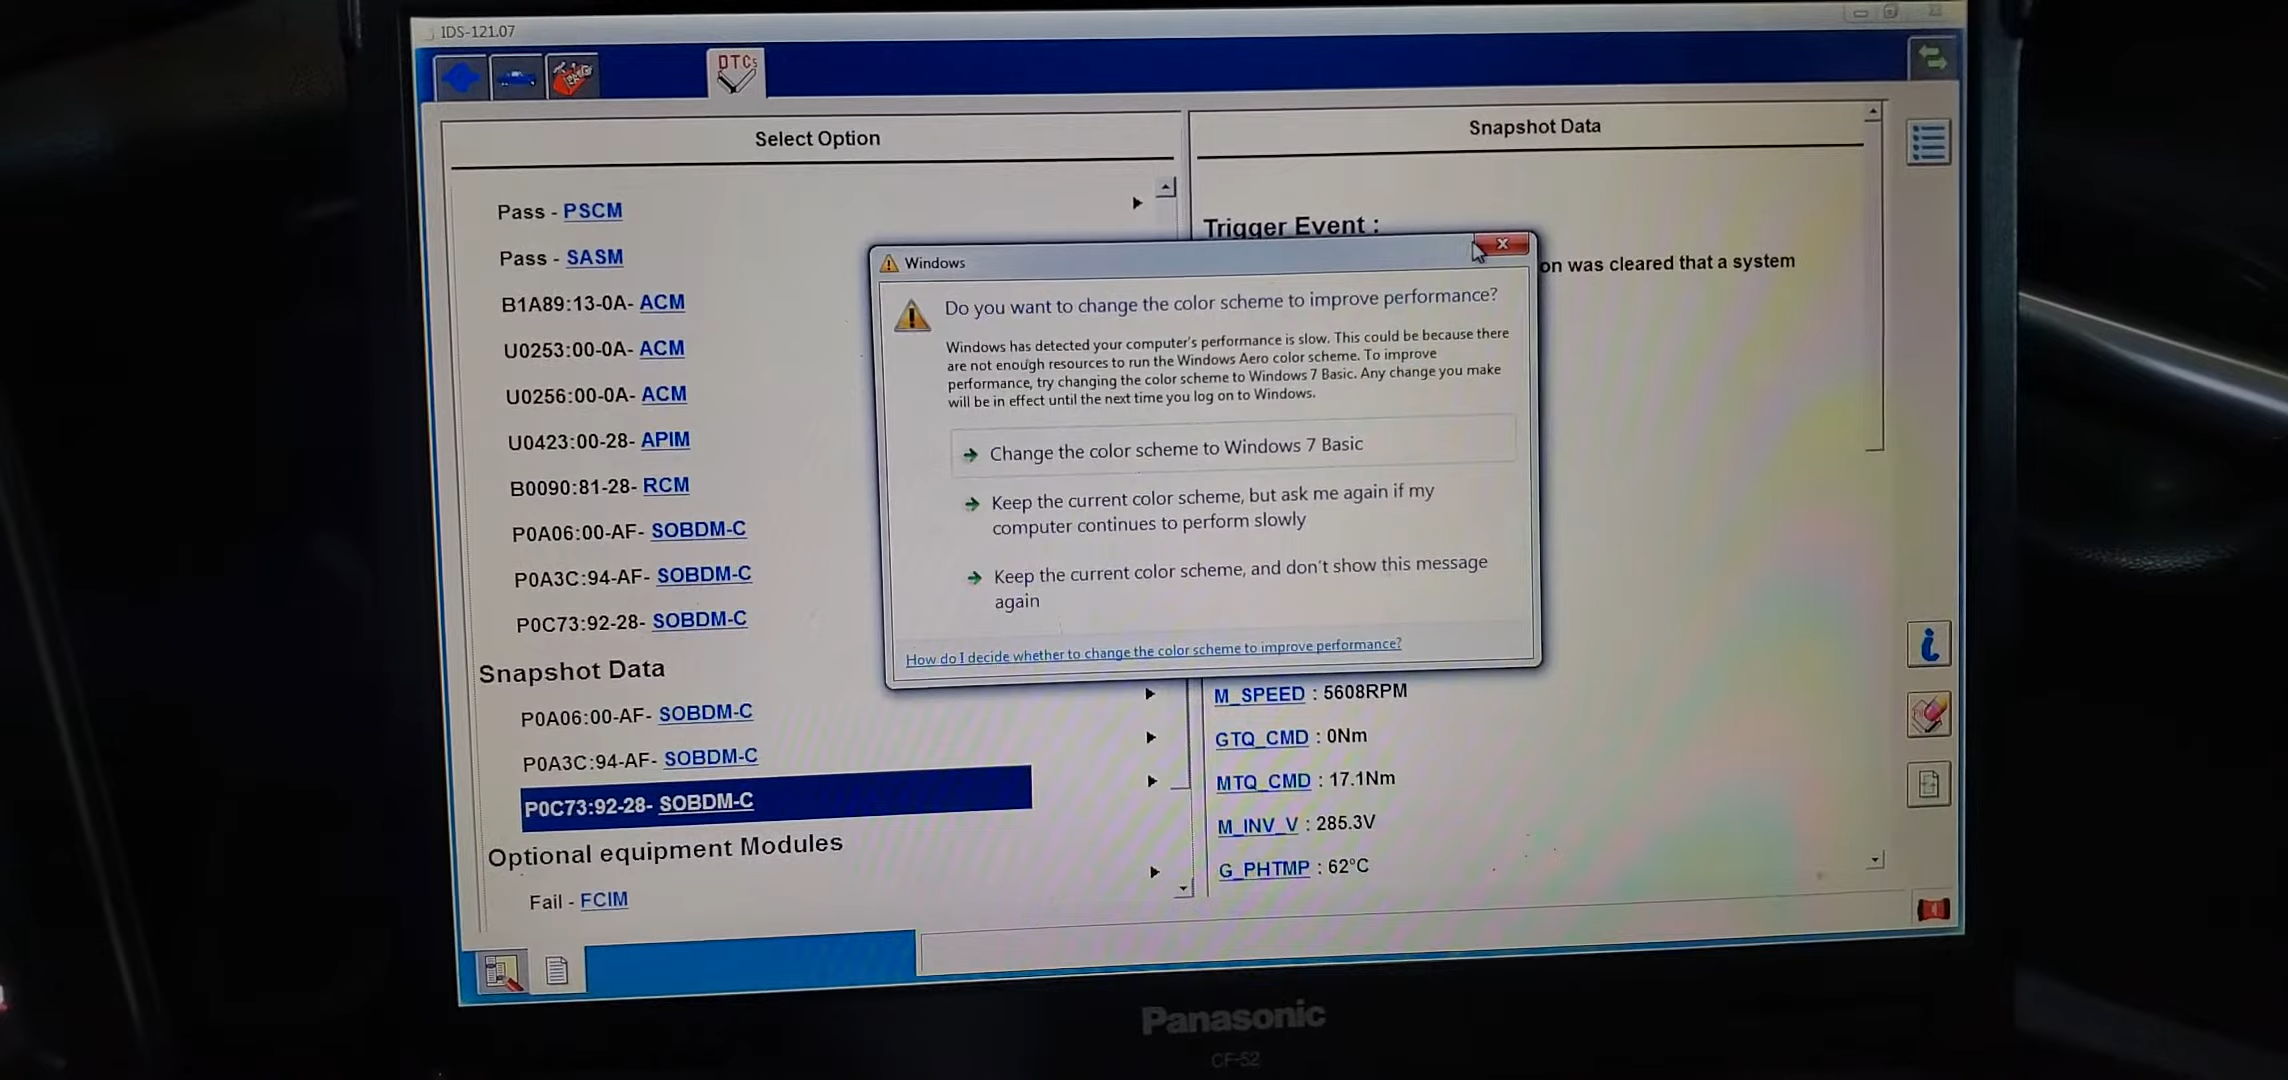 IDS-121.07
DTCs
Select Option
Pass - PSCM
Pass - SASM
B1A89:13-0A- ACM
U0253:00-0A- ACM
U0256:00-0A- ACM
U0423:00-28- APIM
B0090:81-28- RCM
P0A06:00-AF- SOBDM-C
P0A3C:94-AF- SOBDM-C
P0C73:92-28- SOBDM-C
Snapshot Data
P0A06:00-AF- SOBDM-C
P0A3C:94-AF- SOBDM-C
P0C73:92-28- SOBDM-C
Optional equipment Modules
Fail - FCIM
Snapshot Data
Trigger Event :
on was cleared that a system
M_SPEED : 5608RPM
GTQ_CMD : 0Nm
MTQ_CMD : 17.1Nm
M_INV_V : 285.3V
G_PHTMP : 62°C
Windows
Do you want to change the color scheme to improve performance?
Windows has detected your computer's performance is slow. This could be because there
are not enough resources to run the Windows Aero color scheme. To improve
performance, try changing the color scheme to Windows 7 Basic. Any change you make
will be in effect until the next time you log on to Windows.
Change the color scheme to Windows 7 Basic
Keep the current color scheme, but ask me again if my
computer continues to perform slowly
Keep the current color scheme, and don't show this message
again
How do I decide whether to change the color scheme to improve performance?
Panasonic
CF-52